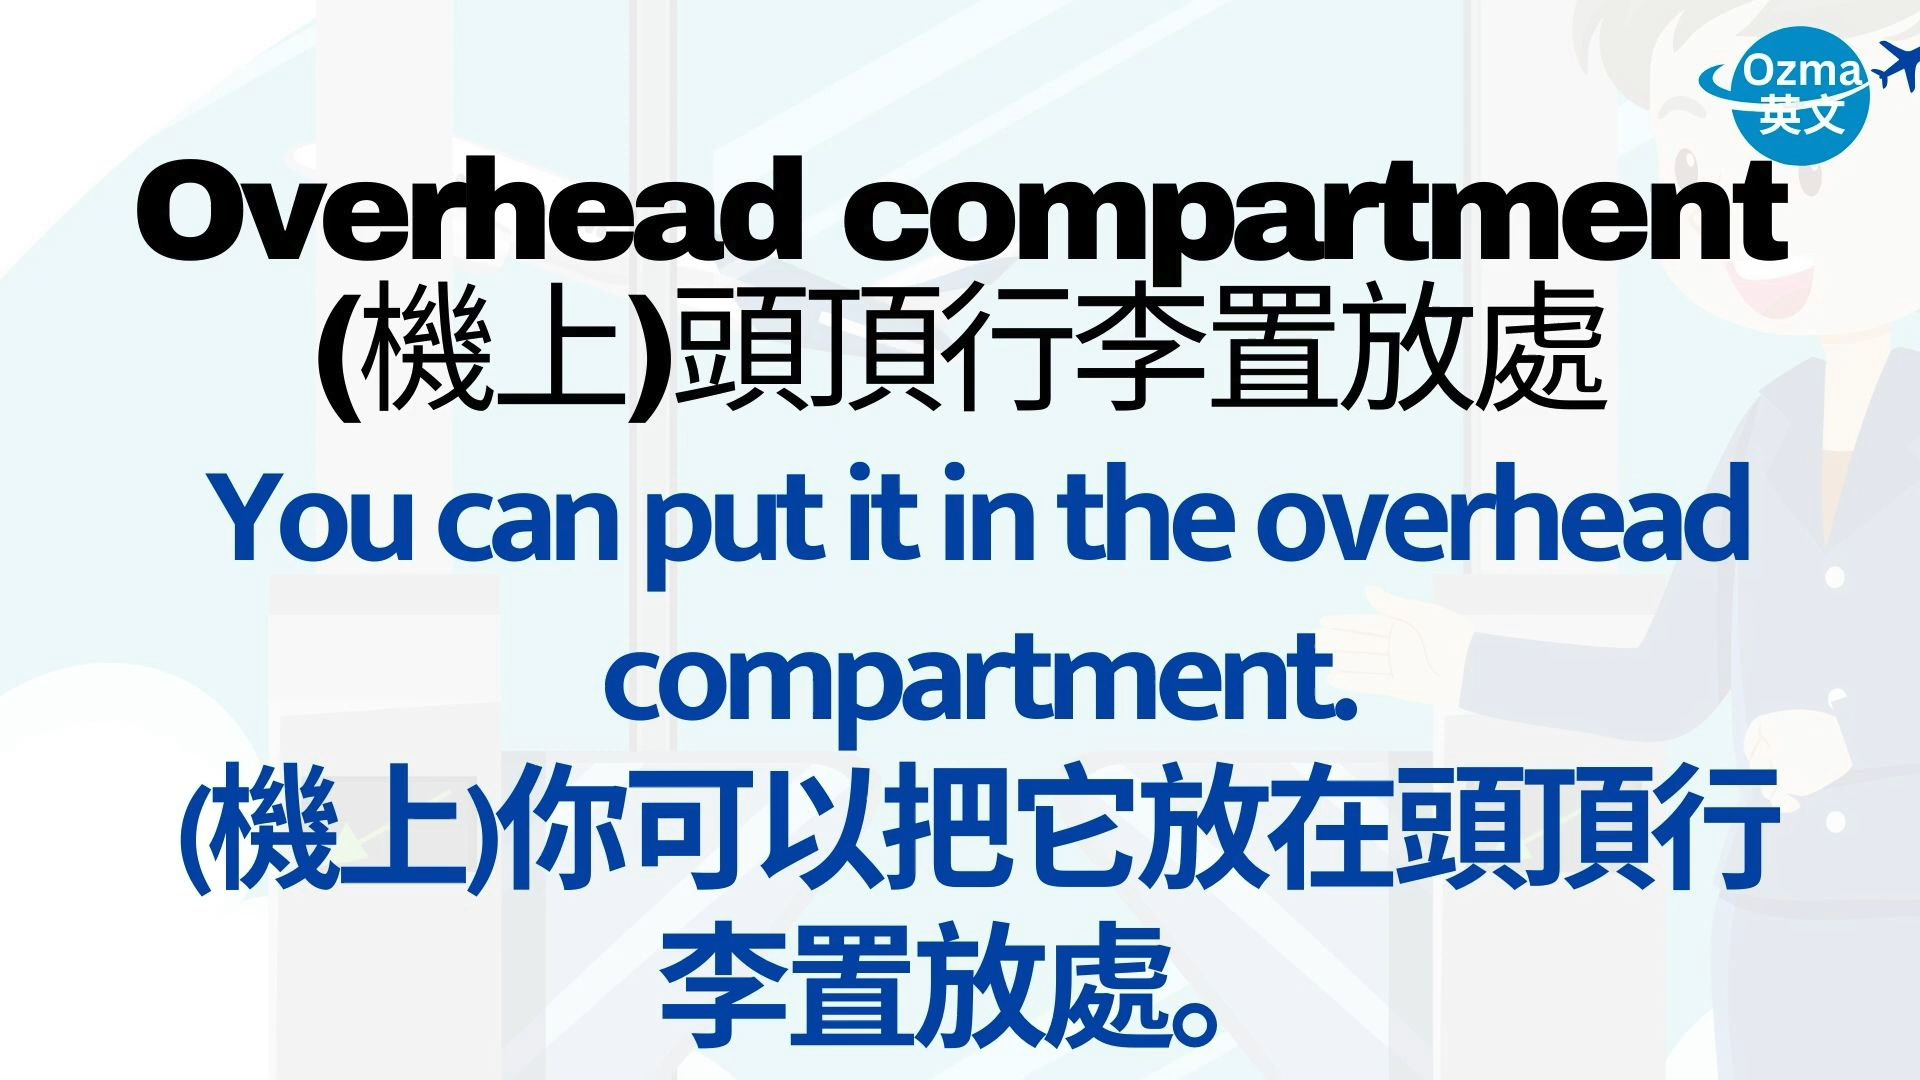 Ozma
英文
Overhead compartment
(機上)頭頂行李置放處
You can put it in the overhead
compartment.
(機上)你可以把它放在頭頂行
李置放處。